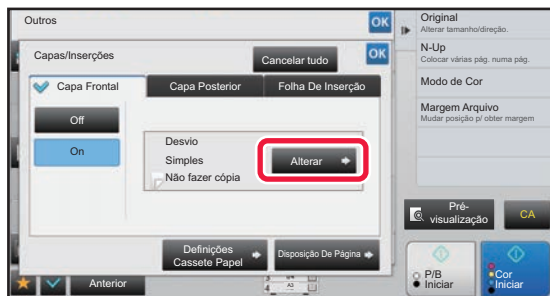 Outros
OK
Capas/Inserções
Cancelar tudo
OK
Capa Frontal
Capa Posterior
Folha De Inserção
Off
On
Desvio
Simples
Não fazer cópia
Alterar
Definições
Cassete Papel
Disposição De Página
Anterior
Original
Alterar tamanho/direção.
N-Up
Colocar várias pág. numa pág.
Modo de Cor
Margem Arquivo
Mudar posição p/ obter margem
Pré-
visualização
CA
P/B
Iniciar
Cor
Iniciar
4
A3